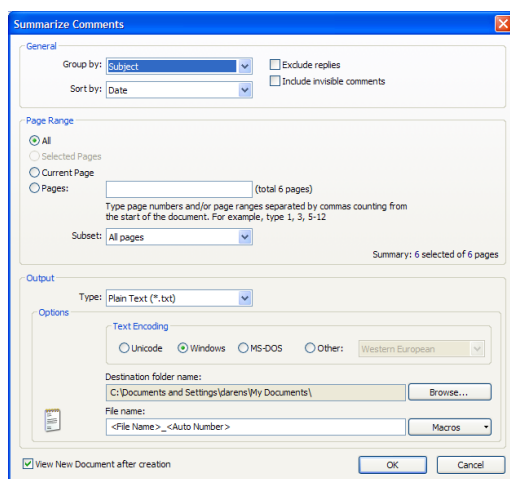 Summarize Comments
General
Group by: Subject
Exclude replies
Sort by: Date
Include invisible comments
Page Range
All
Selected Pages
Current Page
Pages: (total 6 pages)
Type page numbers and/or page ranges separated by commas counting from
the start of the document. For example, type 1, 3, 5-12
Subset: All pages
Summary: 6 selected of 6 pages
Output
Type: Plain Text (*.txt)
Options
Text Encoding
Unicode Windows MS-DOS Other: Western European
Destination folder name:
C:\Documents and Settings\darens\My Documents\ Browse...
File name:
<File Name>_<Auto Number> Macros
View New Document after creation OK Cancel